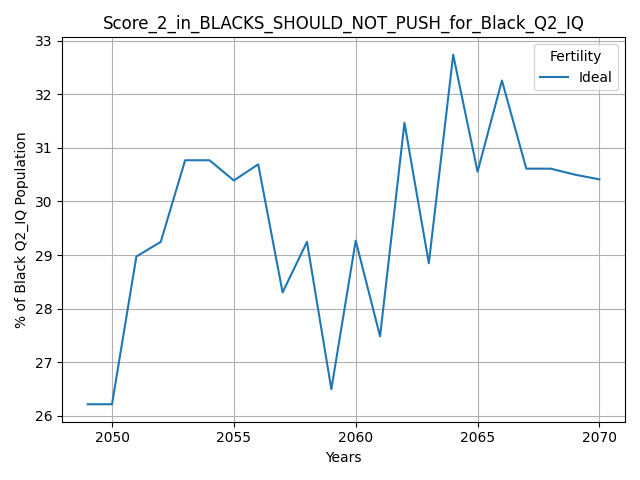 Score_2_in_BLACKS_SHOULD_NOT_PUSH_for_Black_Q2_IQ
Fertility
Ideal
% of Black Q2_IQ Population
33
32
31
30
29
28
27
26
2050
2055
2060
2065
2070
Years